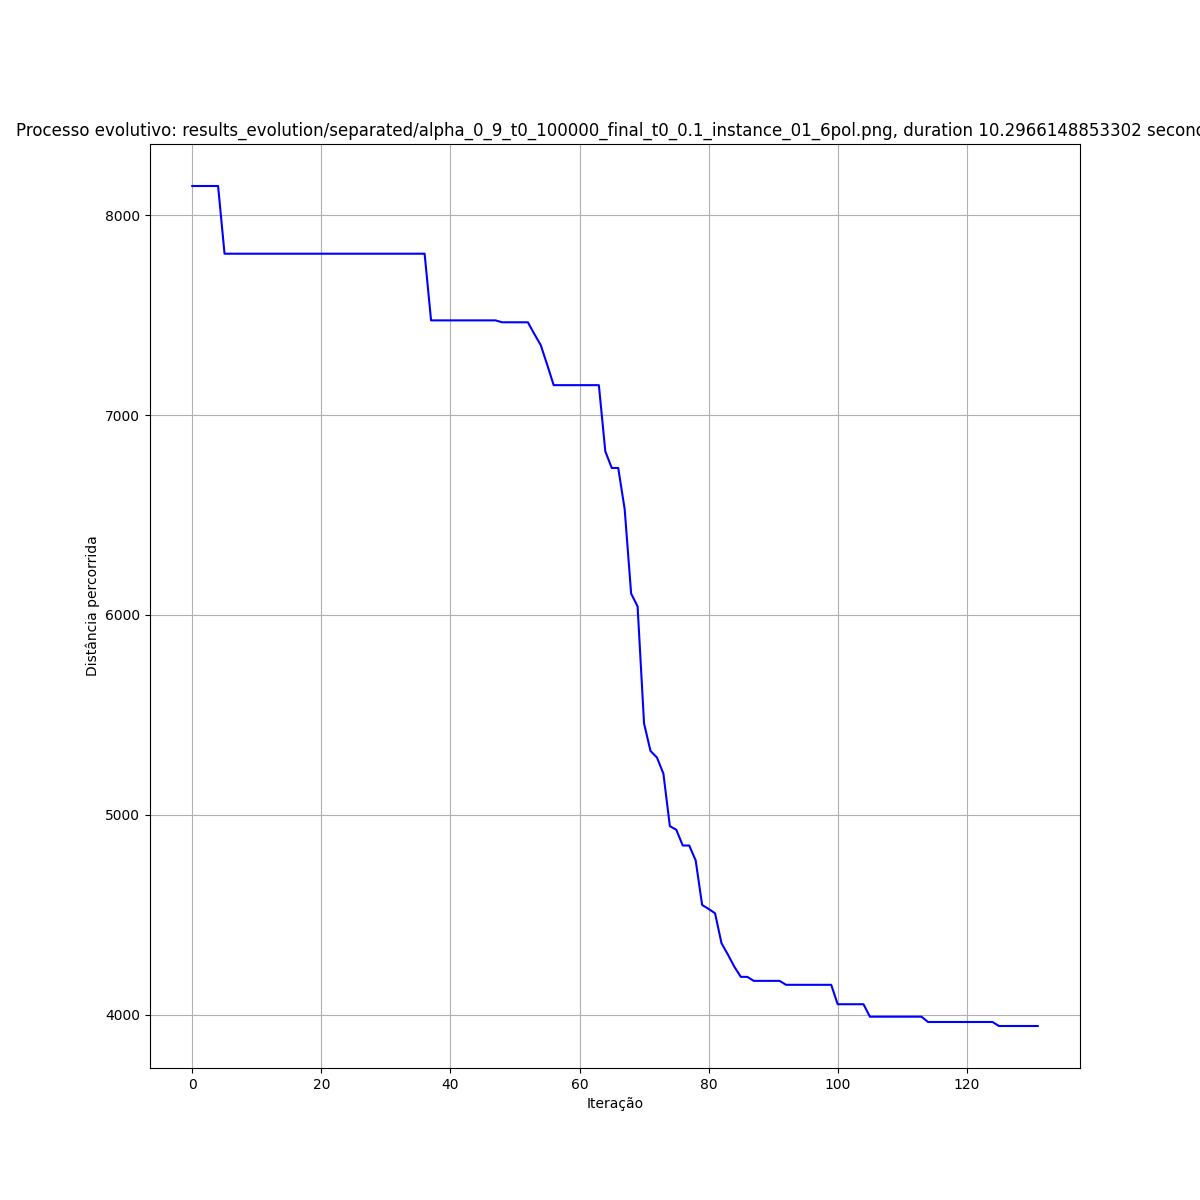 Processo evolutivo: results_evolution/separated/alpha_0_9_t0_100000_final_t0_0.1_instance_01_6pol.png, duration 10.2966148853302
8000
7000
6000
5000
4000
Distância percorrida
0 20 40 60 80 100 120
Iteração